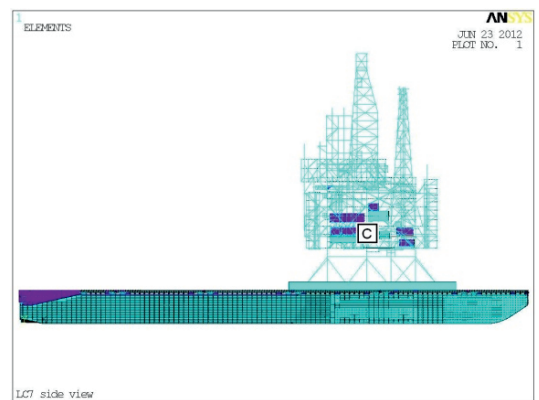 1
ELEMENTS
ANSYS
JUN 23 2012
PLOT NO. 1
C
LC7 side view